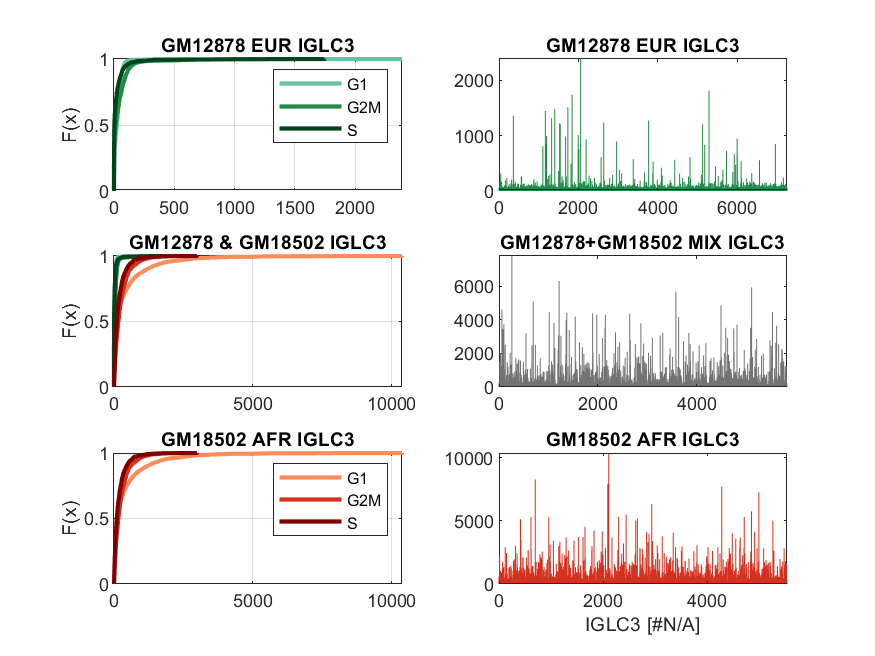 GM12878 EUR IGLC3
F(x)
1
0.5
0
0 500 1000 1500 2000
G1
G2M
S
GM12878 EUR IGLC3
2000
1000
0
0 2000 4000 6000
GM12878 & GM18502 IGLC3
F(x)
1
0.5
0
0 5000 10000
GM12878+GM18502 MIX IGLC3
6000
4000
2000
0
0 2000 4000
GM18502 AFR IGLC3
F(x)
1
0.5
0
0 5000 10000
G1
G2M
S
GM18502 AFR IGLC3
10000
5000
0
0 2000 4000
IGLC3 [#N/A]